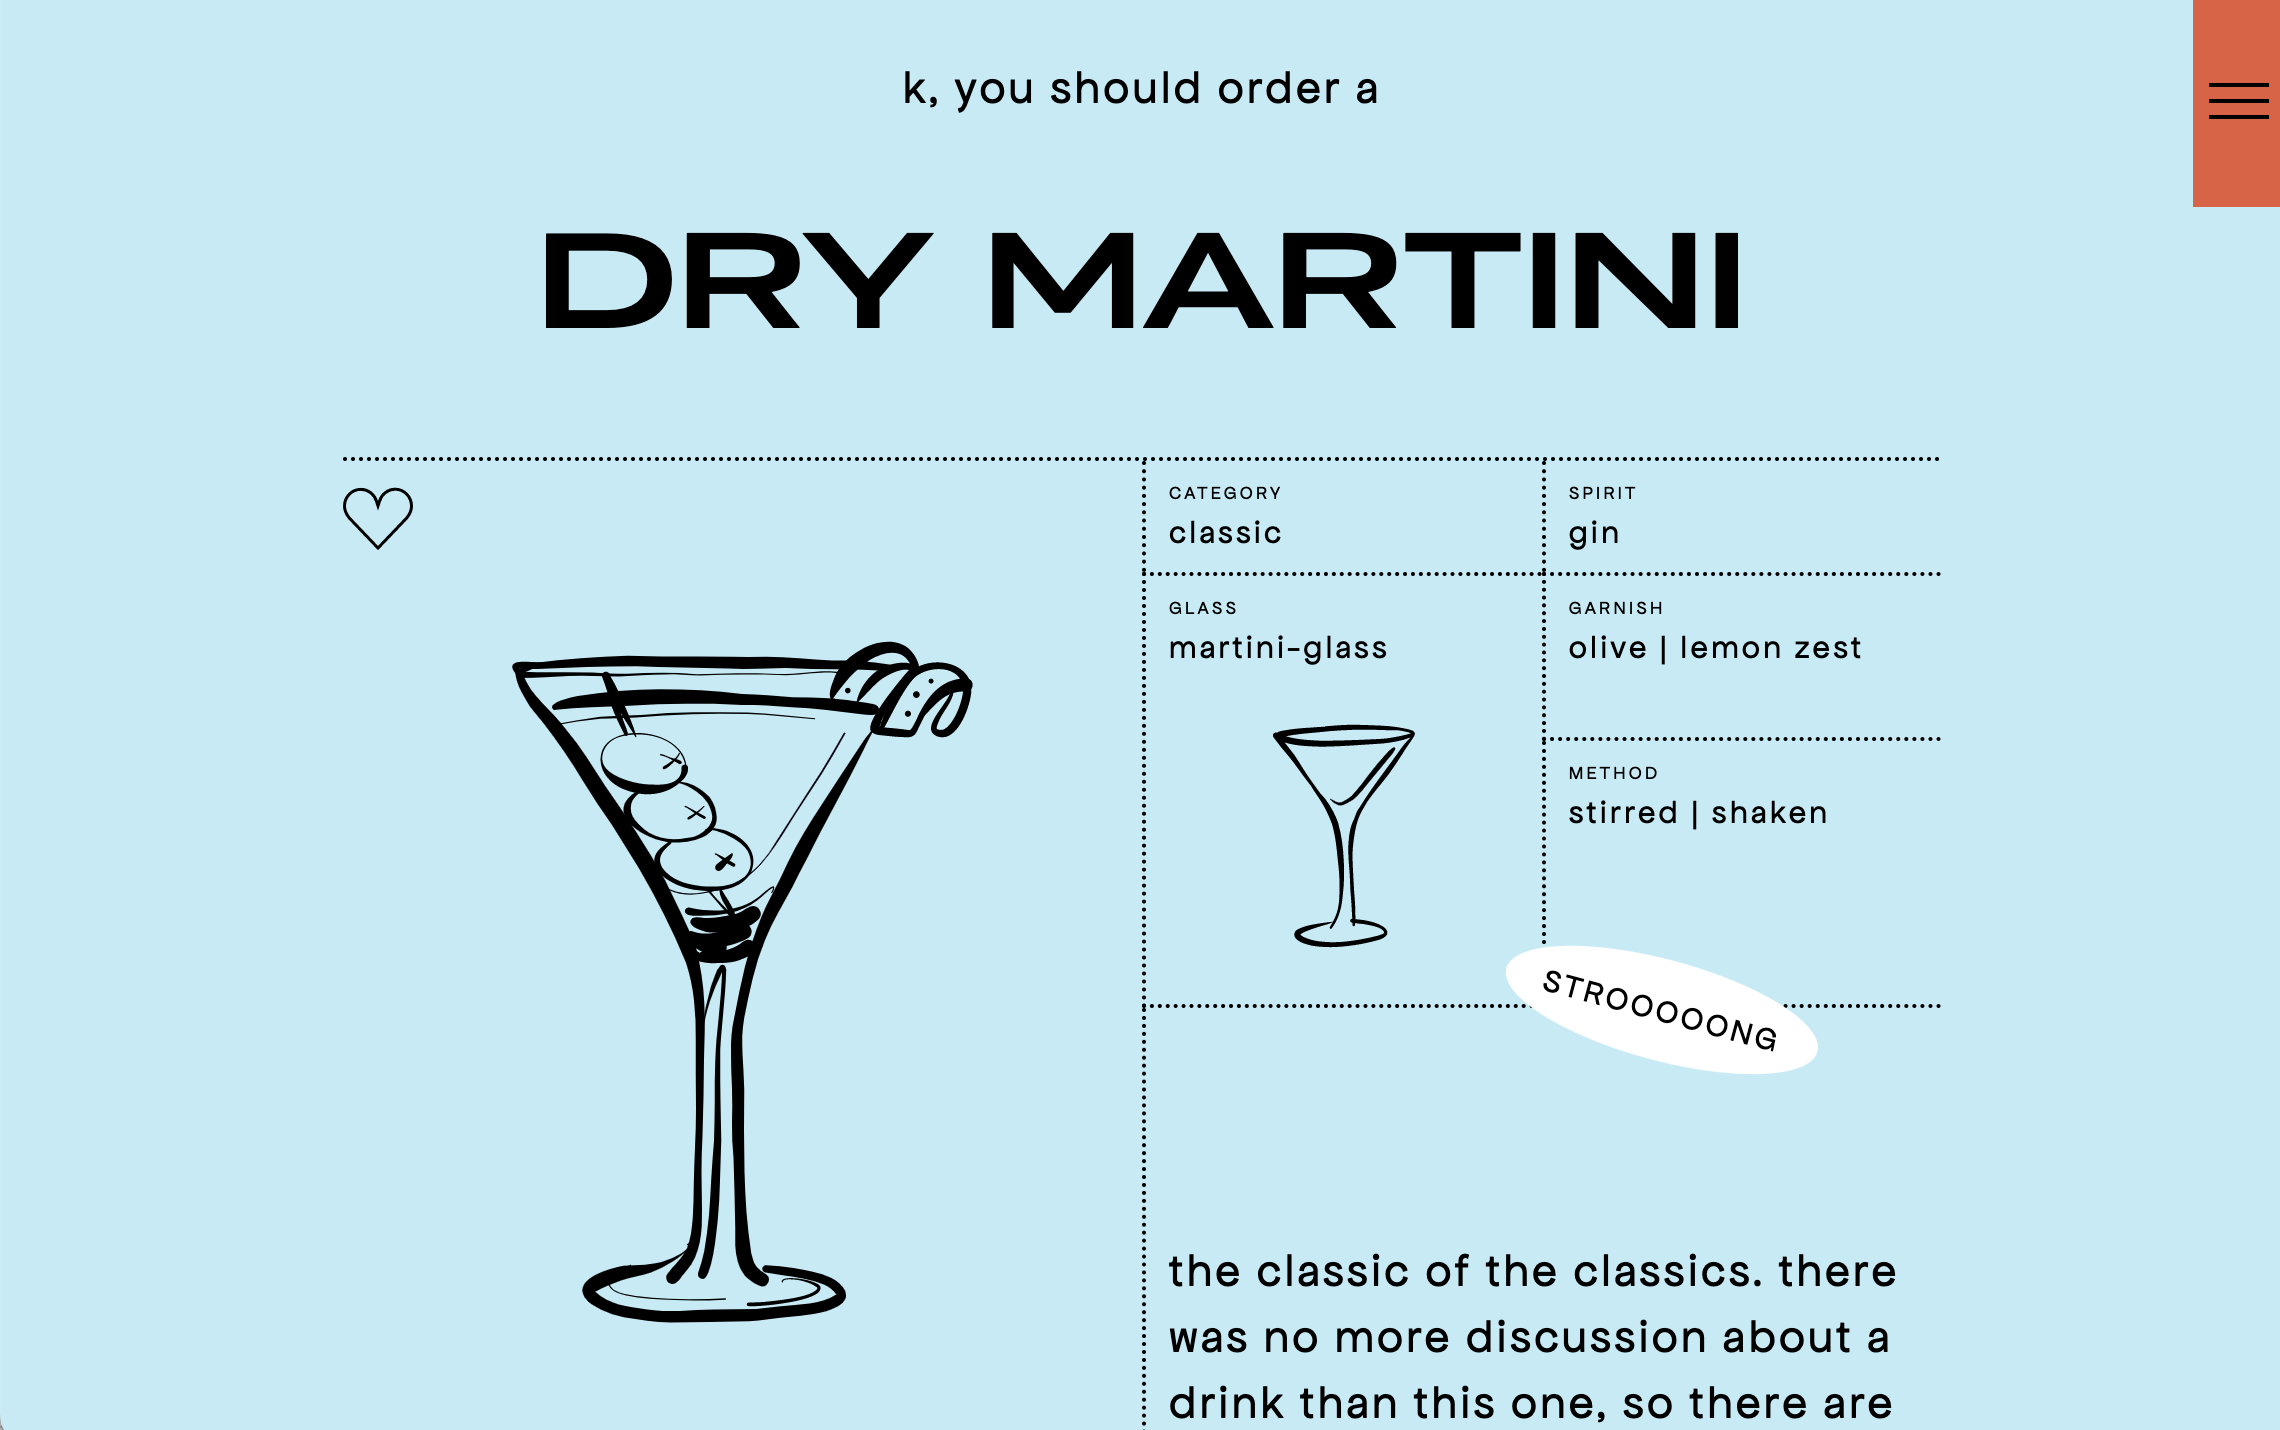 k, you should order a
DRY MARTINI
CATEGORY
classic
SPIRIT
gin
GLASS
martini-glass
GARNISH
olive | lemon zest
METHOD
stirred | shaken
STROOOOONG
the classic of the classics. there
was no more discussion about a
drink than this one, so there are